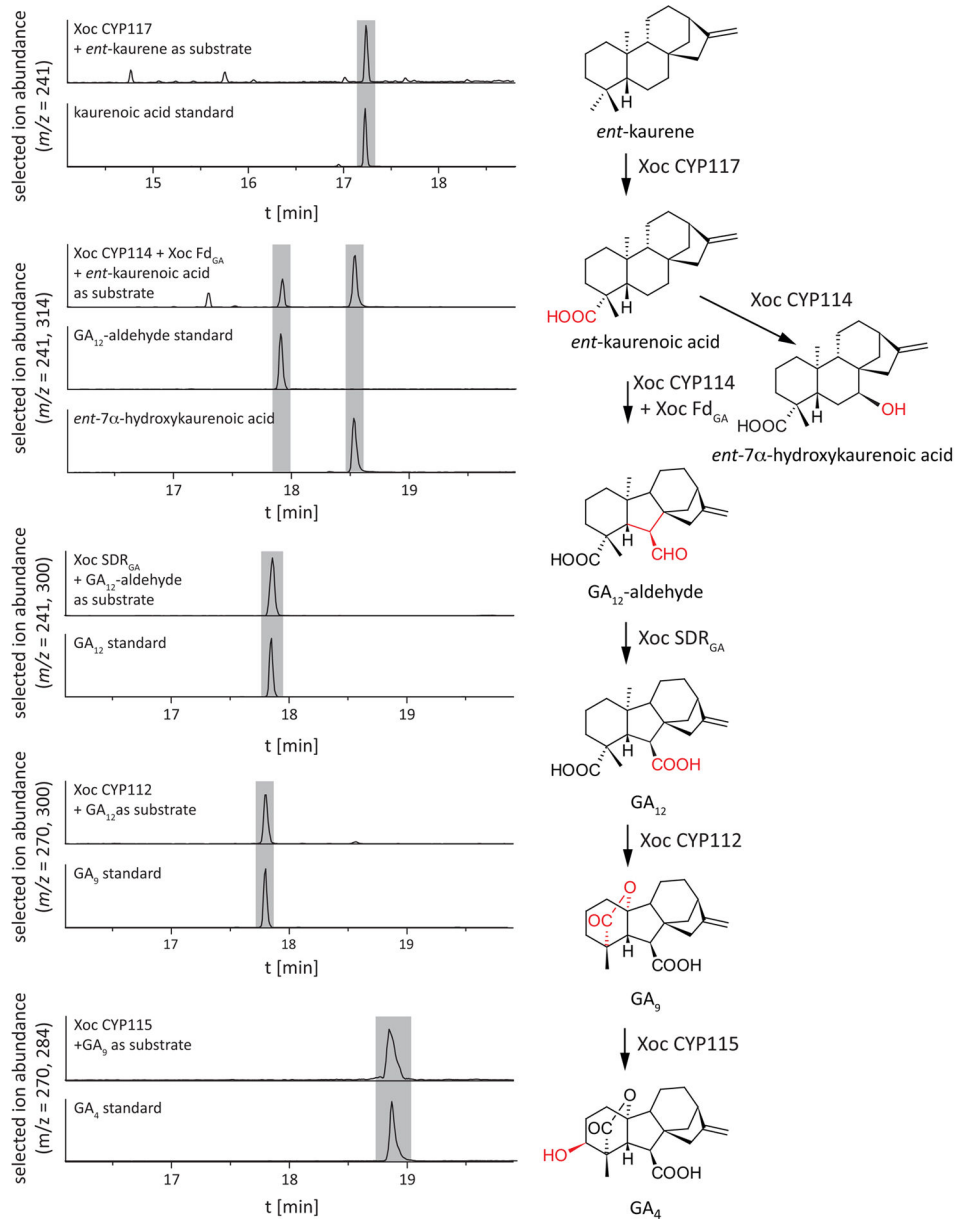 selected ion abundance
(m/z = 241)
Xoc CYP117
+ ent-kaurene as substrate
kaurenoic acid standard
15 16 17 18
t [min]
selected ion abundance
(m/z = 241, 314)
Xoc CYP114 + Xoc Fd_GA
+ ent-kaurenoic acid
as substrate
GA₁₂-aldehyde standard
ent-7α-hydroxykaurenoic acid
17 18 19
t [min]
selected ion abundance
(m/z = 241, 300)
Xoc SDR_GA
+ GA₁₂-aldehyde
as substrate
GA₁₂ standard
17 18 19
t [min]
selected ion abundance
(m/z = 270, 300)
Xoc CYP112
+ GA₁₂as substrate
GA₉ standard
17 18 19
t [min]
selected ion abundance
(m/z = 270, 284)
Xoc CYP115
+GA₉ as substrate
GA₄ standard
17 18 19
t [min]
H
ent-kaurene
Xoc CYP117
HOOC
H
ent-kaurenoic acid
Xoc CYP114
Xoc CYP114
+ Xoc Fd_GA
HOOC
H
OH
ent-7α-hydroxykaurenoic acid
HOOC
H
CHO
GA₁₂-aldehyde
Xoc SDR_GA
HOOC
H
COOH
GA₁₂
Xoc CYP112
O
OC
H
COOH
GA₉
Xoc CYP115
O
OC
HO
H
COOH
GA₄